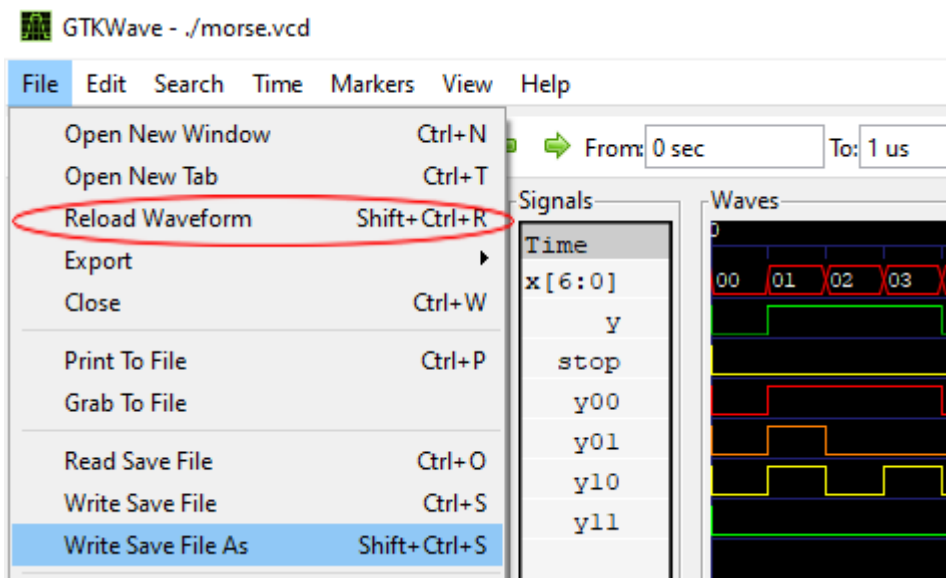 GTKWave - ./morse.vcd
File Edit Search Time Markers View Help
Open New Window Ctrl+N
Open New Tab Ctrl+T
Reload Waveform Shift+Ctrl+R
Export
Close Ctrl+W
Print To File Ctrl+P
Grab To File
Read Save File Ctrl+O
Write Save File Ctrl+S
Write Save File As Shift+Ctrl+S
From: 0 sec To: 1 us
Signals
Time
x[6:0]
y
stop
y00
y01
y10
y11
Waves
0
00 01 02 03